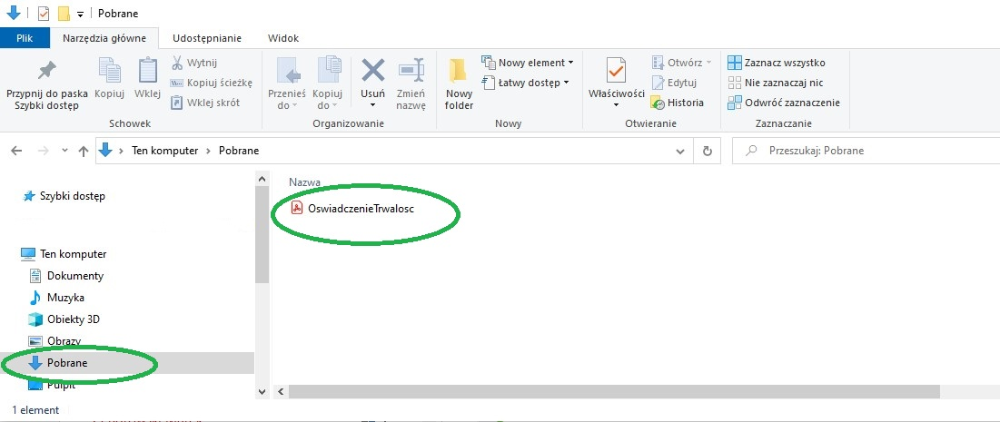 Pobrane
Plik Narzędzia główne Udostępnianie Widok
Przypnij do paska
Szybki dostęp
Kopiuj
Wklej
Wytnij
Kopiuj ścieżkę
Wklej skrót
Schowek
Przenieś
do
Kopiuj
do
Usuń
Zmień
nazwę
Organizowanie
Nowy
folder
Nowy element
Łatwy dostęp
Nowy
Właściwości
Otwórz
Edytuj
Historia
Otwieranie
Zaznacz wszystko
Nie zaznaczaj nic
Odwróć zaznaczenie
Zaznaczanie
Ten komputer Pobrane
Przeszukaj: Pobrane
Szybki dostęp
Ten komputer
Dokumenty
Muzyka
Obiekty 3D
Obrazy
Pobrane
Pulpit
Nazwa
OswiadczenieTrwalosc
1 element